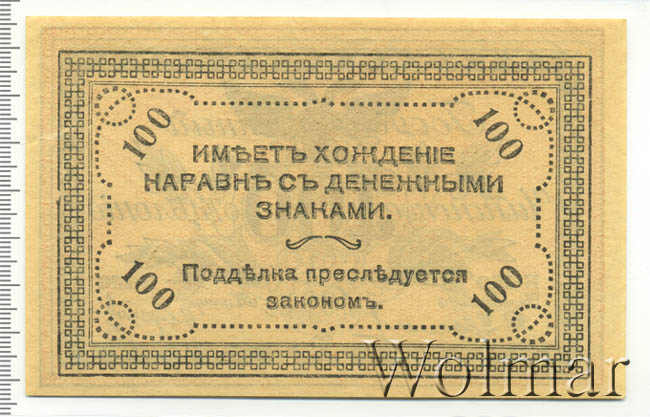 100 100
ИМѢЕТЪ ХОЖДЕНІЕ
НАРАВНѢ СЪ ДЕНЕЖНЫМИ
ЗНАКАМИ.
Поддѣлка преслѣдуется
закономъ.
100 100
Wolmar